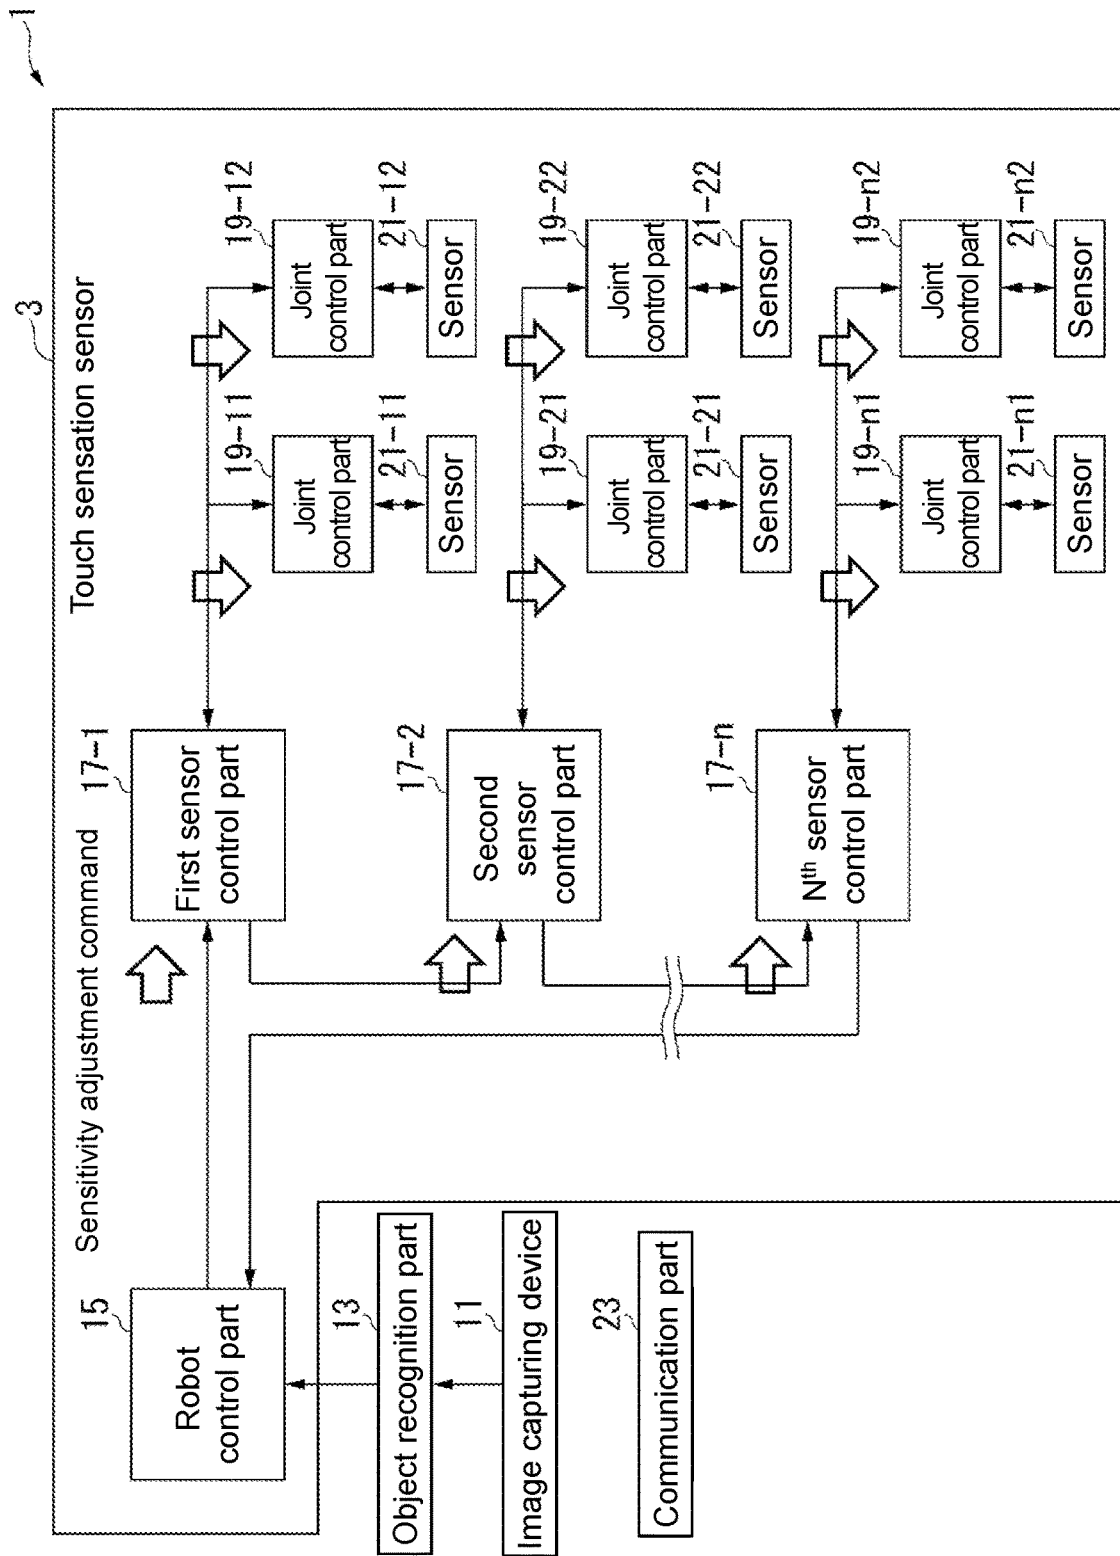 1
3
Touch sensation sensor
Sensitivity adjustment command
15
Robot
control part
17-1
First sensor
control part
19-11
Joint
control part
21-11
Sensor
19-12
Joint
control part
21-12
Sensor
17-2
Second
sensor
control part
19-21
Joint
control part
21-21
Sensor
19-22
Joint
control part
21-22
Sensor
17-n
Nth sensor
control part
19-n1
Joint
control part
21-n1
Sensor
19-n2
Joint
control part
21-n2
Sensor
13
Object recognition part
11
Image capturing device
23
Communication part